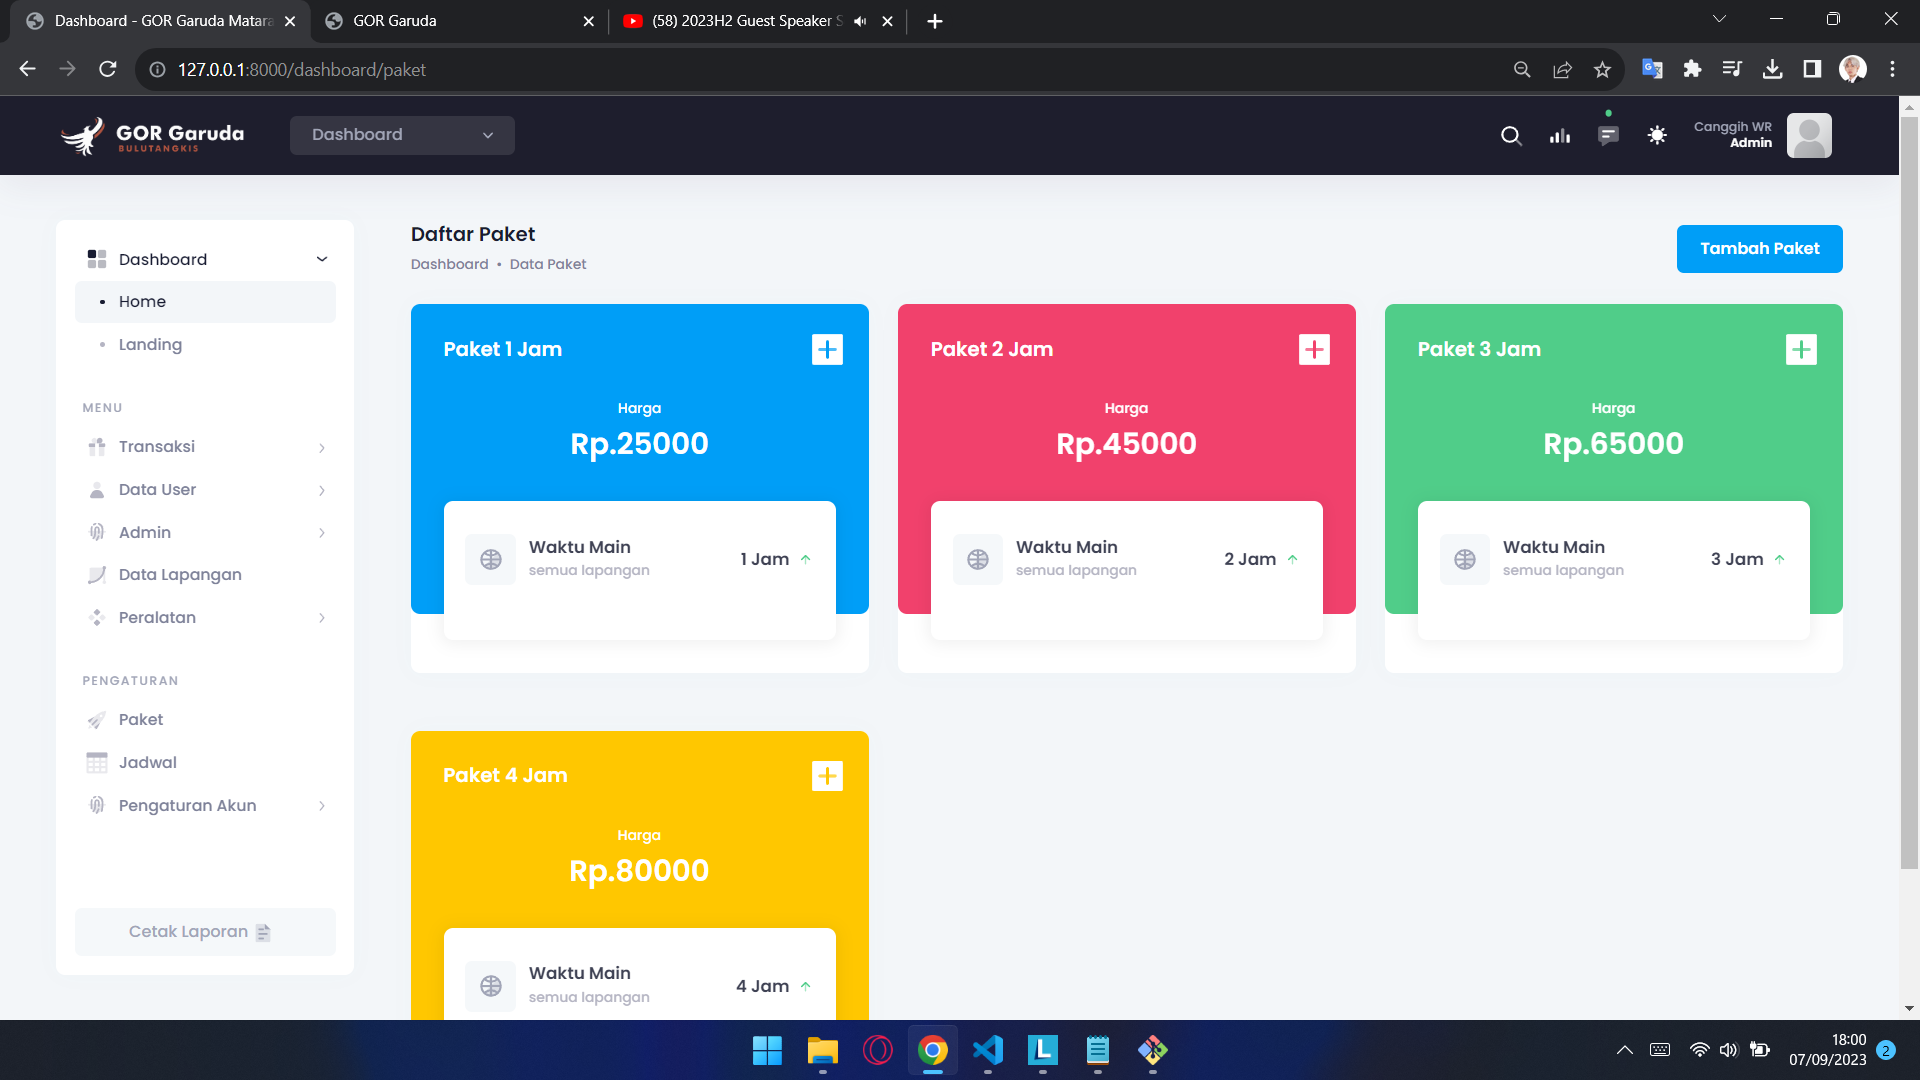 Dashboard - GOR Garuda Matara
GOR Garuda
(58) 2023H2 Guest Speaker S
127.0.0.1:8000/dashboard/paket
GOR Garuda
BULUTANGKIS
Dashboard
Canggih WR
Admin
Dashboard
Home
Landing
MENU
Transaksi
Data User
Admin
Data Lapangan
Peralatan
PENGATURAN
Paket
Jadwal
Pengaturan Akun
Cetak Laporan
Daftar Paket
Dashboard • Data Paket
Tambah Paket
Paket 1 Jam
Harga
Rp.25000
Waktu Main
semua lapangan
1 Jam
Paket 2 Jam
Harga
Rp.45000
Waktu Main
semua lapangan
2 Jam
Paket 3 Jam
Harga
Rp.65000
Waktu Main
semua lapangan
3 Jam
Paket 4 Jam
Harga
Rp.80000
Waktu Main
semua lapangan
4 Jam
18:00
07/09/2023
2